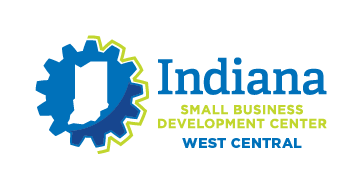 Indiana
SMALL BUSINESS
DEVELOPMENT CENTER
WEST CENTRAL